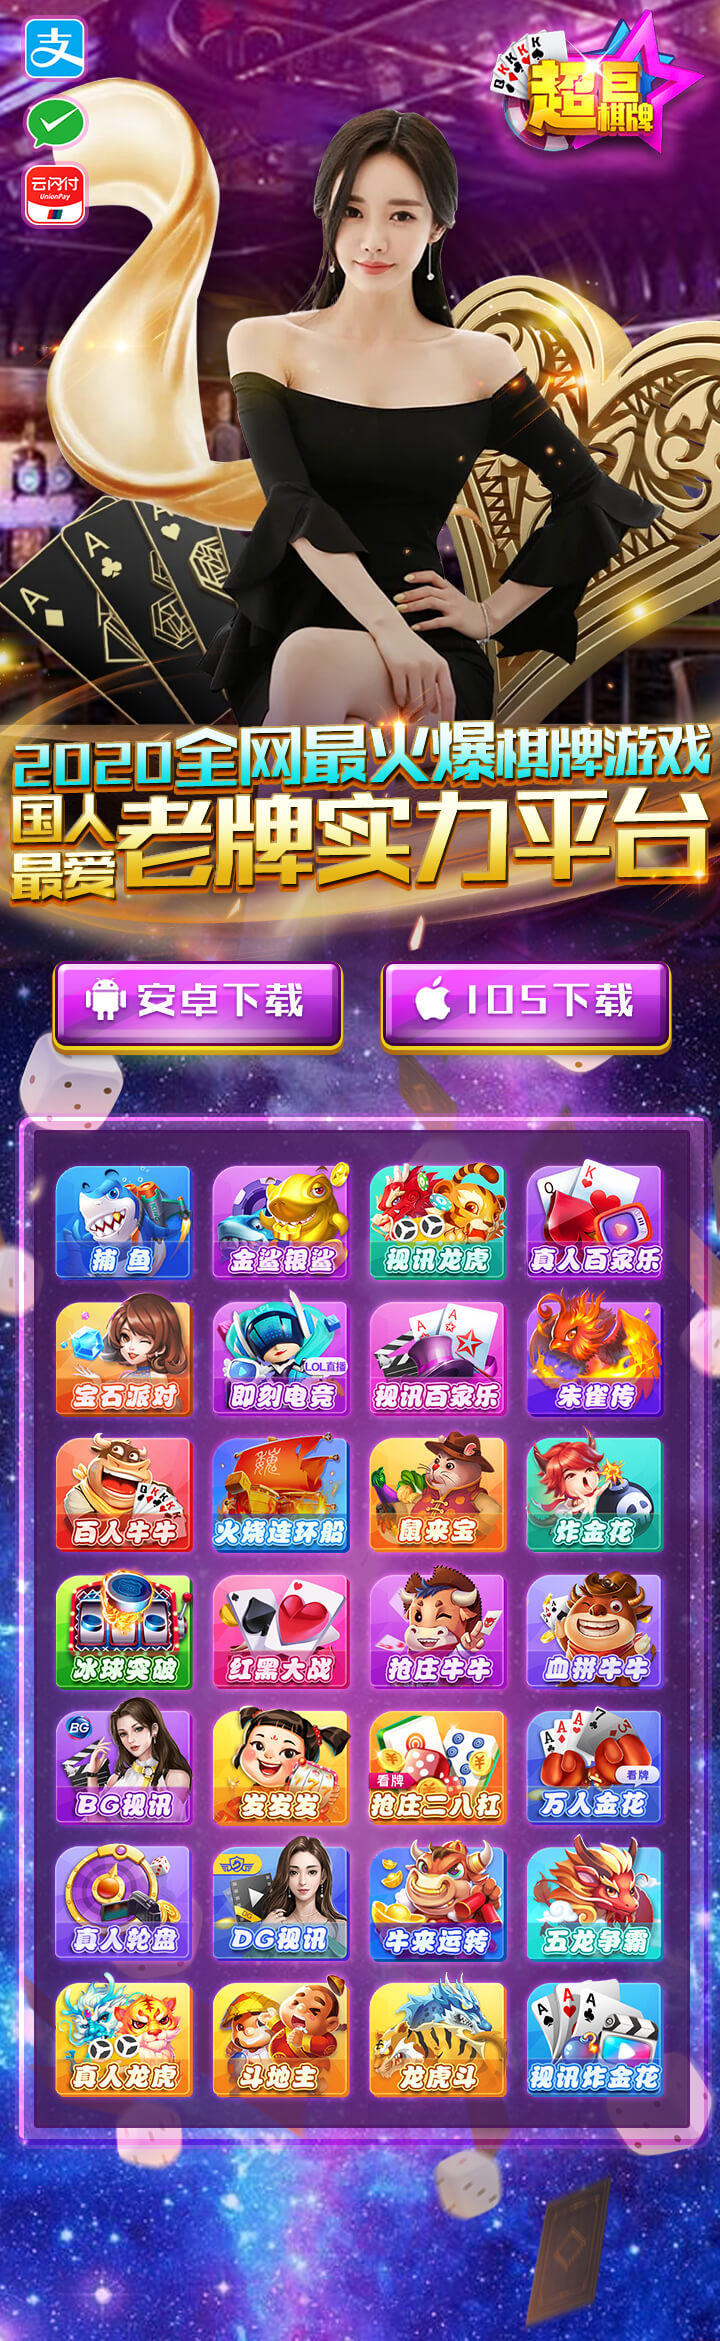 支
云闪付
UnionPay
K K K Q
超巨
棋牌
A A A
2020全网最火爆棋牌游戏
国人
最爱
老牌实力平台
安卓下载
IOS下载
捕鱼
金鲨银鲨
视讯龙虎
Q K
真人百家乐
宝石派对
LPL
LOL直播
即刻电竞
A A
视讯百家乐
朱雀传
Q K K K
百人牛牛
魏
火烧连环船
鼠来宝
炸金花
冰球突破
红黑大战
抢庄牛牛
血拼牛牛
BG
BG视讯
7
发发发
看牌
抢庄二八杠
A A A 7 3
看牌
万人金花
真人轮盘
DG
DG视讯
牛来运转
五龙争霸
真人龙虎
斗地主
龙虎斗
A A A
视讯炸金花